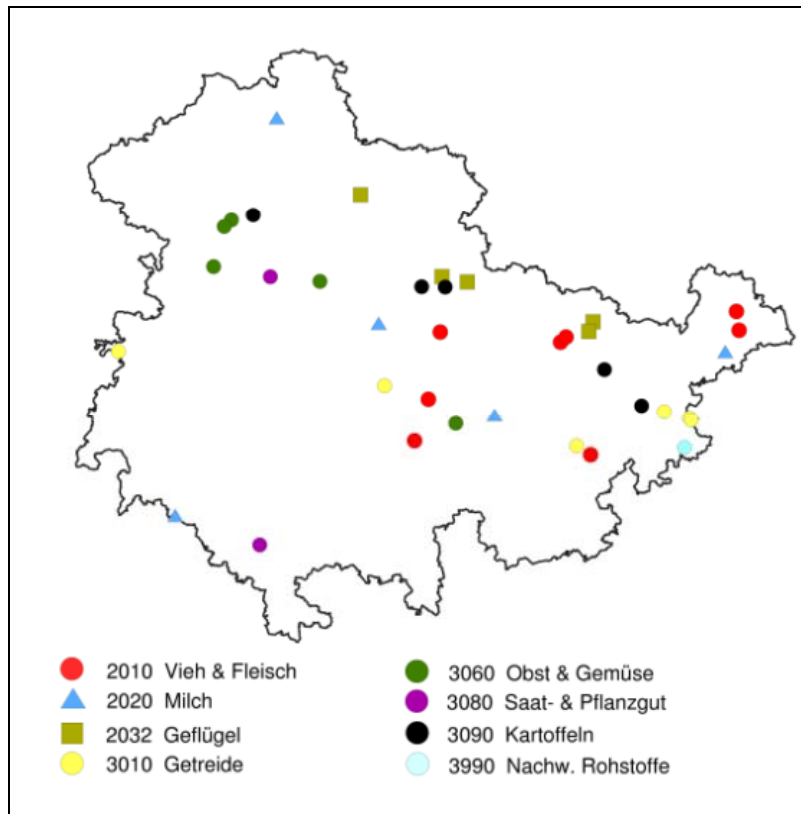 2010 Vieh & Fleisch
2020 Milch
2032 Geflügel
3010 Getreide
3060 Obst & Gemüse
3080 Saat- & Pflanzgut
3090 Kartoffeln
3990 Nachw. Rohstoffe